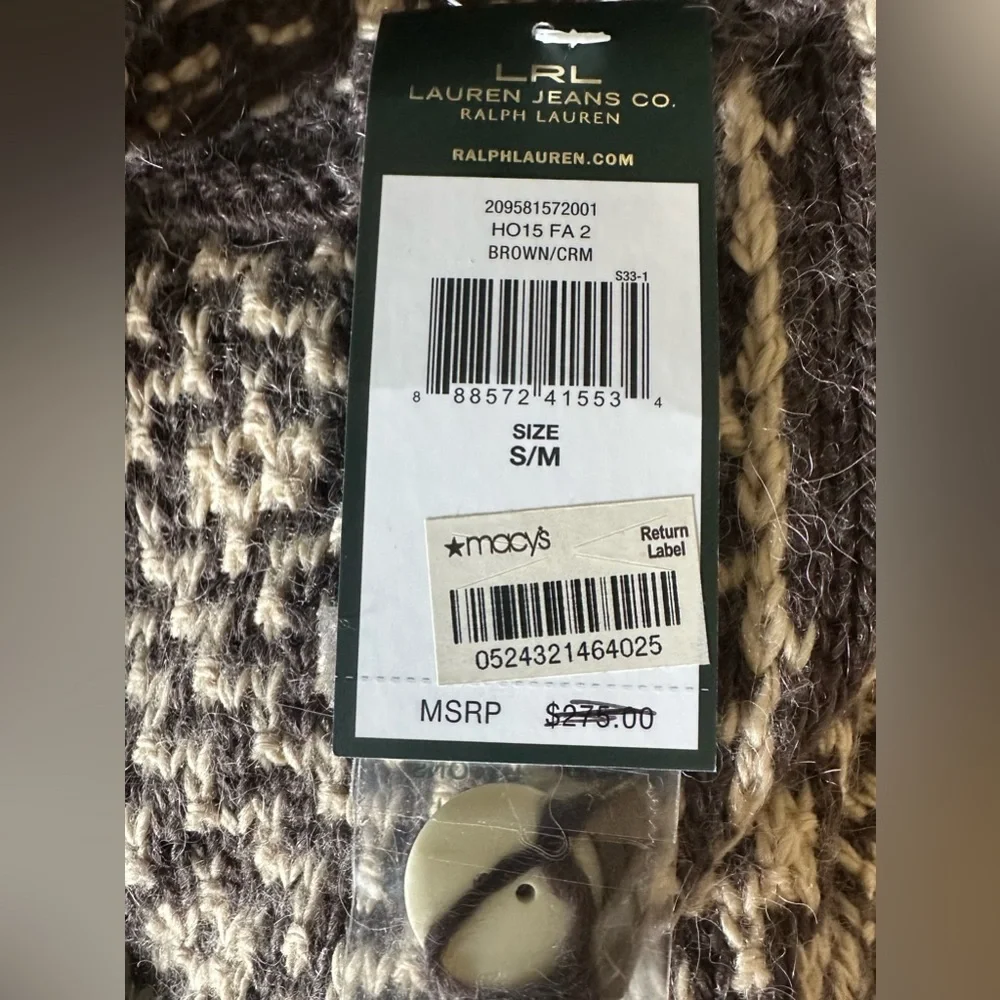 LRL
LAUREN JEANS CO.
RALPH LAUREN
RALPHLAUREN.COM
209581572001
HO15 FA 2
BROWN/CRM
S33-1
8 88572 41553 4
SIZE
S/M
★macy's
Return
Label
0524321464025
MSRP $275.00